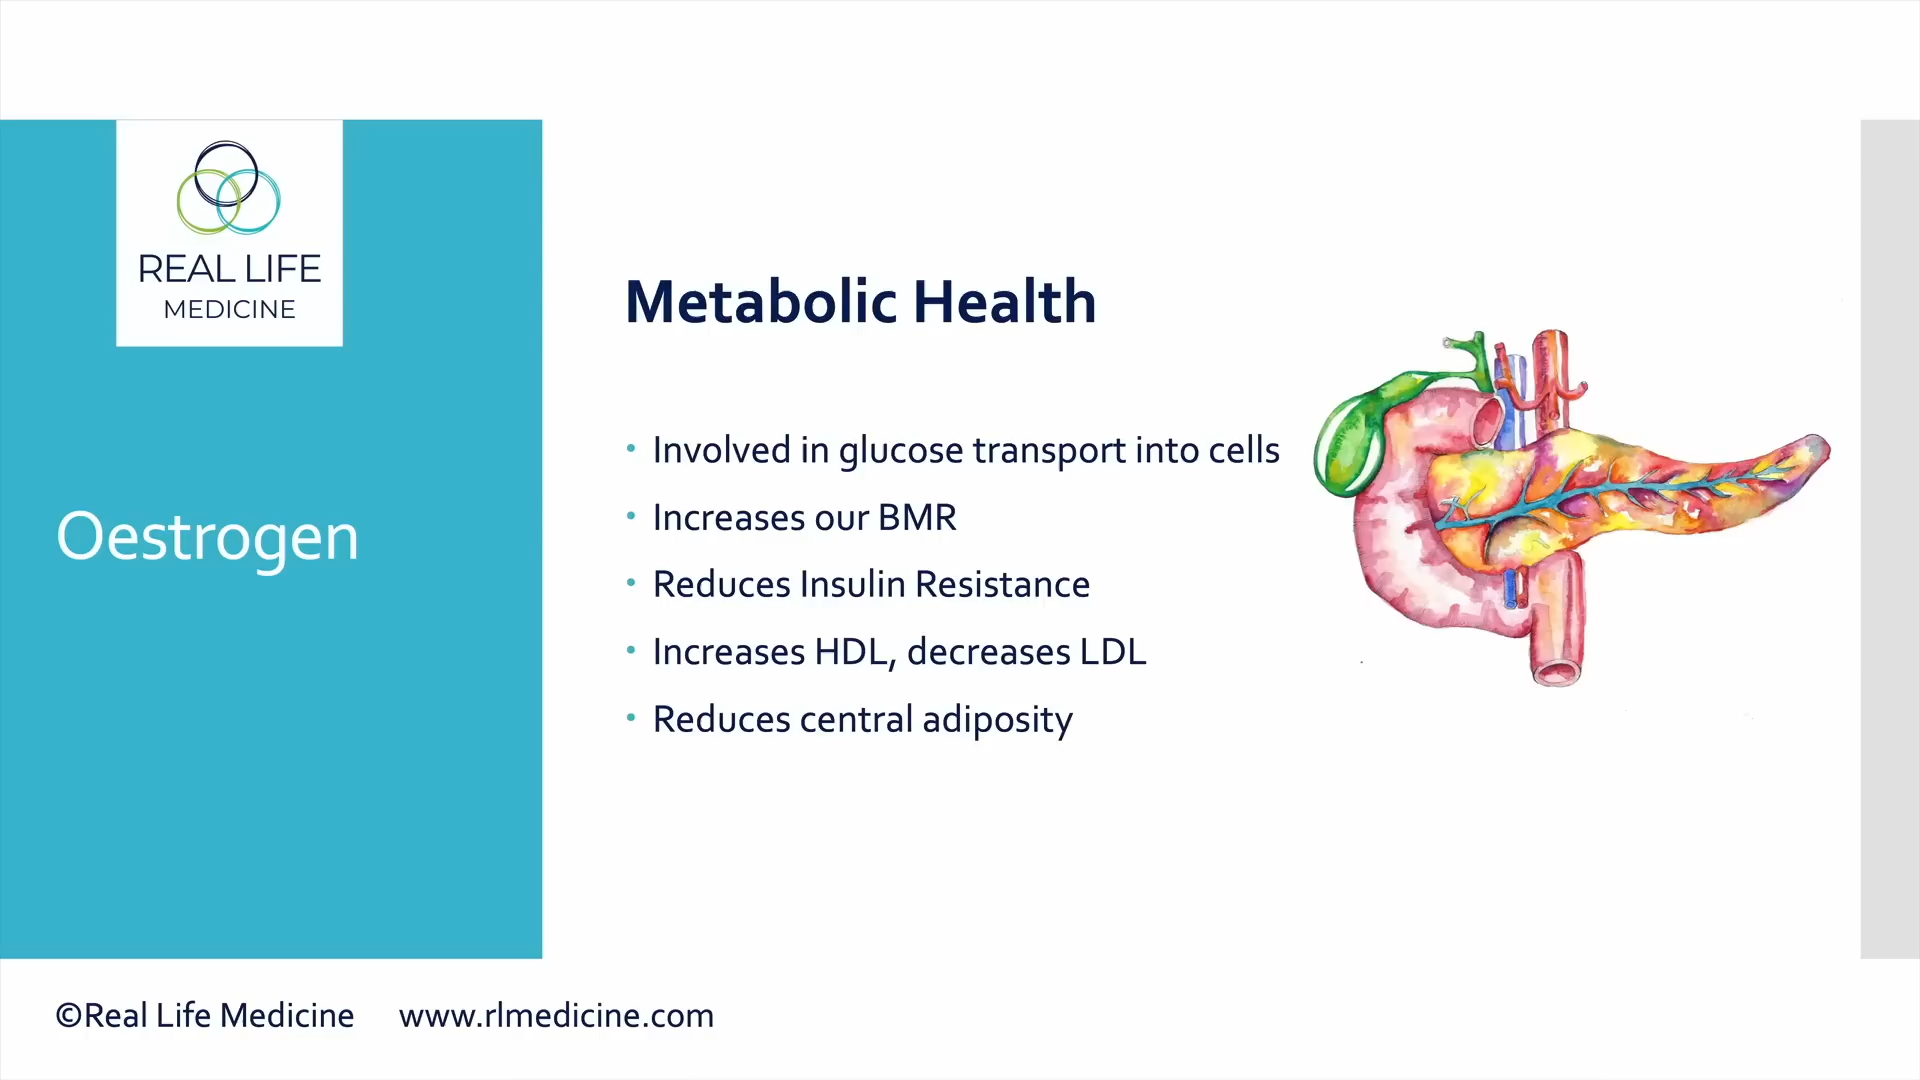 REAL LIFE
MEDICINE
Oestrogen
Metabolic Health
• Involved in glucose transport into cells
• Increases our BMR
• Reduces Insulin Resistance
• Increases HDL, decreases LDL
• Reduces central adiposity
©Real Life Medicine www.rlmedicine.com